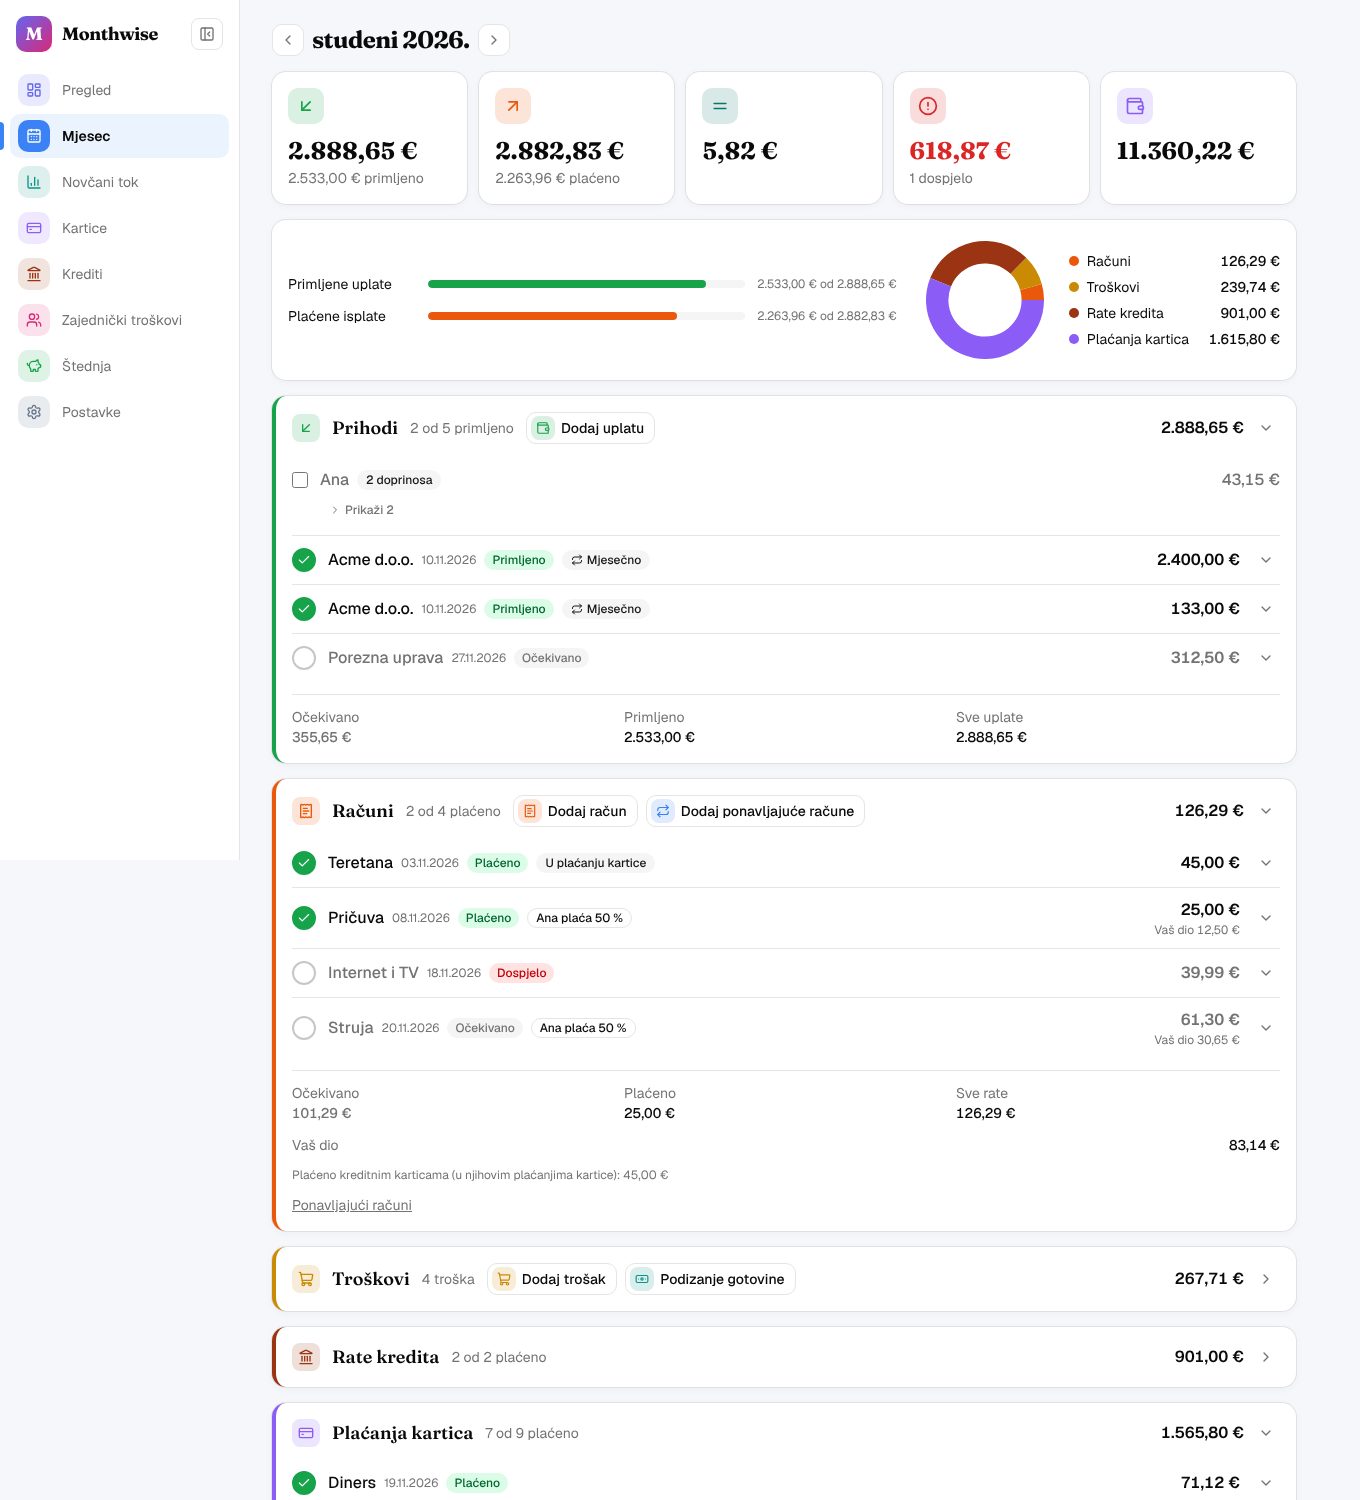 M Monthwise
Pregled
Mjesec
Novčani tok
Kartice
Krediti
Zajednički troškovi
Štednja
Postavke
studeni 2026.
2.888,65 €
2.533,00 € primljeno
2.882,83 €
2.263,96 € plaćeno
5,82 €
618,87 €
1 dospjelo
11.360,22 €
Primljene uplate 2.533,00 € od 2.888,65 €
Plaćene isplate 2.263,96 € od 2.882,83 €
Računi 126,29 €
Troškovi 239,74 €
Rate kredita 901,00 €
Plaćanja kartica 1.615,80 €
Prihodi 2 od 5 primljeno Dodaj uplatu 2.888,65 €
Ana 2 doprinosa 43,15 €
Prikaži 2
Acme d.o.o. 10.11.2026 Primljeno Mjesečno 2.400,00 €
Acme d.o.o. 10.11.2026 Primljeno Mjesečno 133,00 €
Porezna uprava 27.11.2026 Očekivano 312,50 €
Očekivano Primljeno Sve uplate
355,65 € 2.533,00 € 2.888,65 €
Računi 2 od 4 plaćeno Dodaj račun Dodaj ponavljajuće račune 126,29 €
Teretana 03.11.2026 Plaćeno U plaćanju kartice 45,00 €
Pričuva 08.11.2026 Plaćeno Ana plaća 50 % 25,00 €
Vaš dio 12,50 €
Internet i TV 18.11.2026 Dospjelo 39,99 €
Struja 20.11.2026 Očekivano Ana plaća 50 % 61,30 €
Vaš dio 30,65 €
Očekivano Plaćeno Sve rate
101,29 € 25,00 € 126,29 €
Vaš dio 83,14 €
Plaćeno kreditnim karticama (u njihovim plaćanjima kartice): 45,00 €
Ponavljajući računi
Troškovi 4 troška Dodaj trošak Podizanje gotovine 267,71 €
Rate kredita 2 od 2 plaćeno 901,00 €
Plaćanja kartica 7 od 9 plaćeno 1.565,80 €
Diners 19.11.2026 Plaćeno 71,12 €